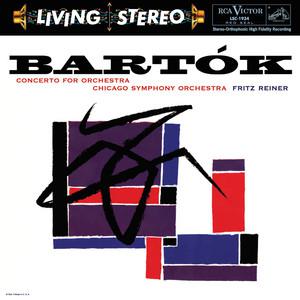 LIVING STEREO
RCA VICTOR
LSC-1934
RED SEAL
Stereo-Orthophonic High Fidelity Recording
BARTÓK
CONCERTO FOR ORCHESTRA
CHICAGO SYMPHONY ORCHESTRA FRITZ REINER